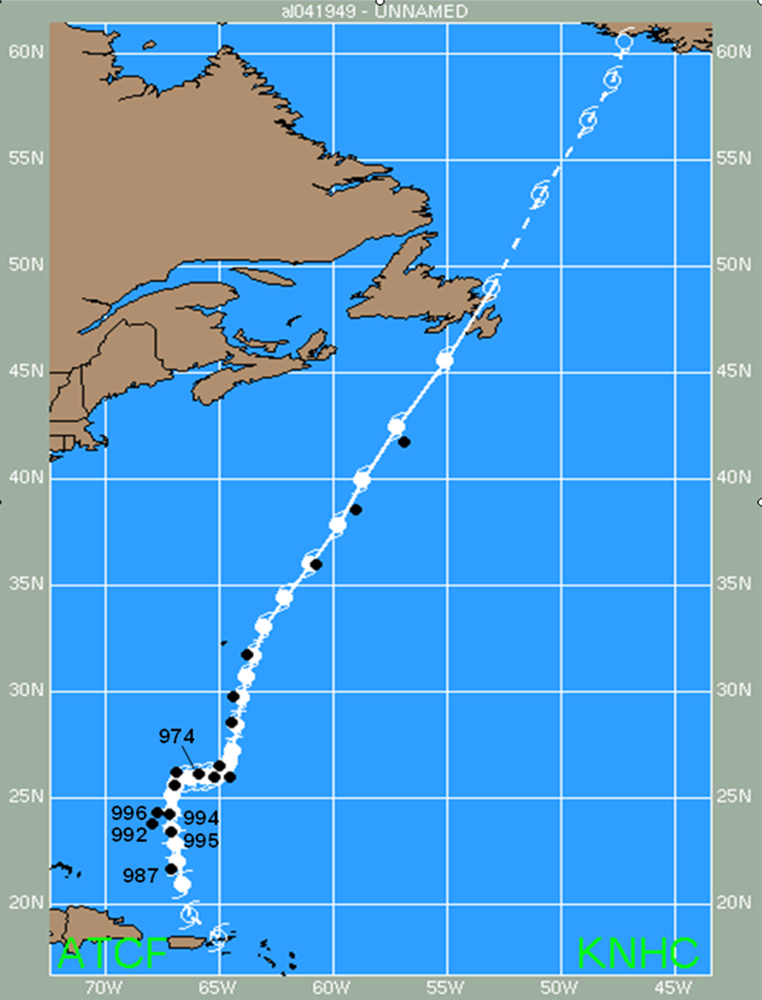 al041949 - UNNAMED
60N 60N
55N 55N
50N 50N
45N 45N
40N 40N
35N 35N
30N 30N
974
25N 25N
996 994
992 995
987
20N 20N
ATCF KNHC
70W 65W 60W 55W 50W 45W